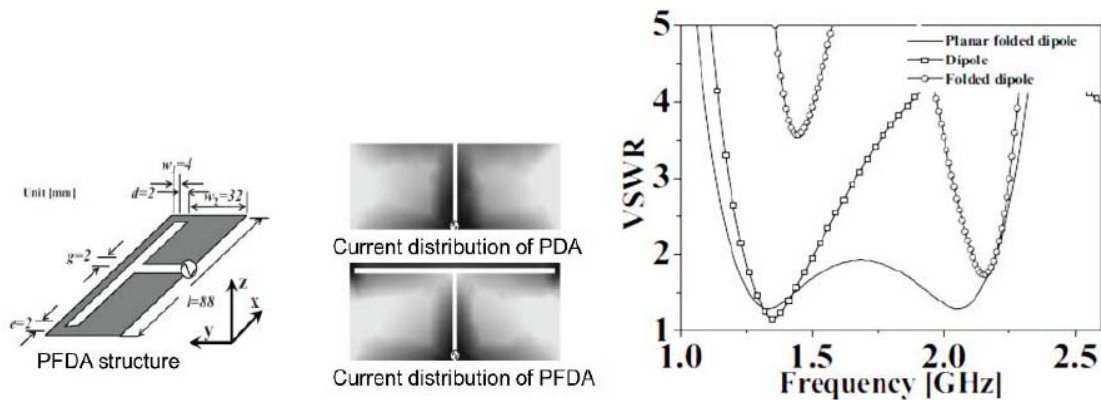 w₁=4
Unit [mm]
d=2
w₂=32
g=2
l=88
e=2
z
x
y
PFDA structure
Current distribution of PDA
Current distribution of PFDA
5
4
3
2
1
VSWR
Planar folded dipole
Dipole
Folded dipole
1.0
1.5
2.0
2.5
Frequency [GHz]